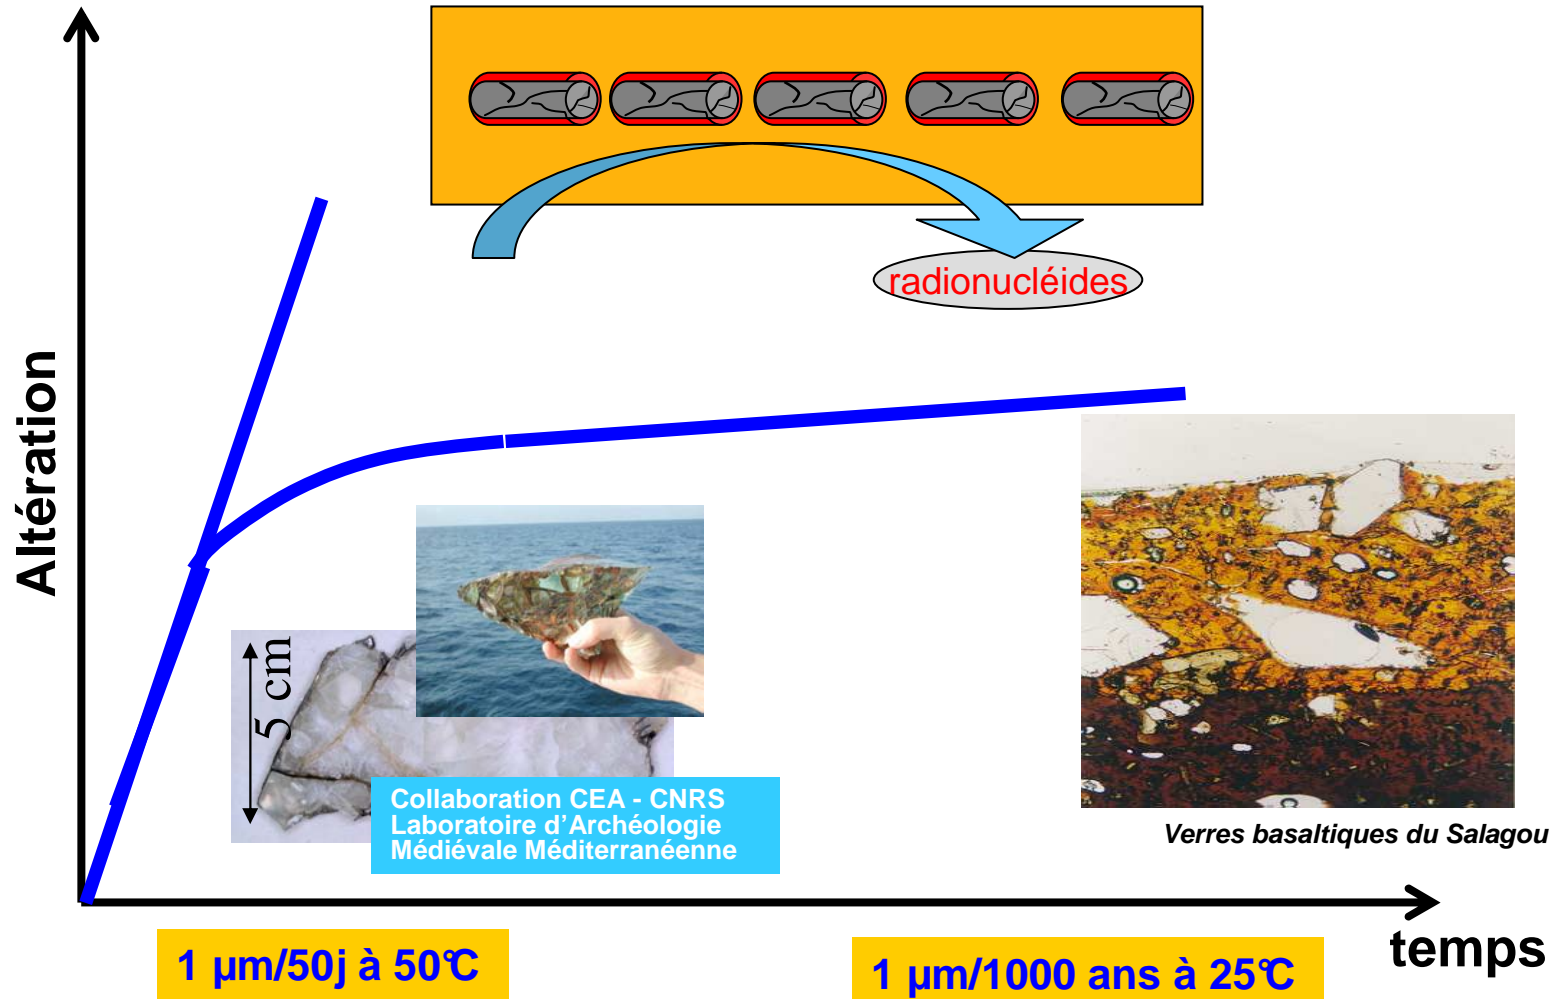 radionucléides
Altération
5 cm
Collaboration CEA - CNRS
Laboratoire d’Archéologie
Médiévale Méditerranéenne
Verres basaltiques du Salagou
temps
1 µm/50j à 50°C
1 µm/1000 ans à 25°C